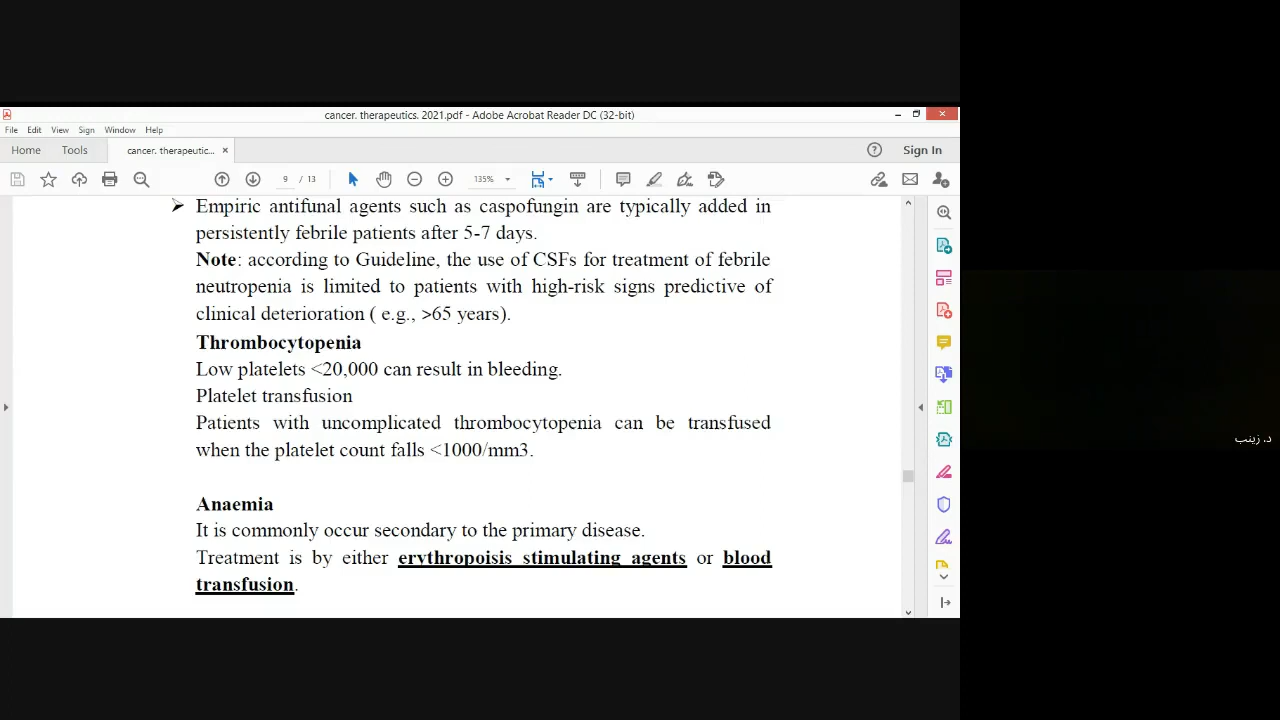 cancer. therapeutics. 2021.pdf - Adobe Acrobat Reader DC (32-bit)
File Edit View Sign Window Help
Home Tools cancer. therapeutic... × Sign In
9 / 13 135%
➤ Empiric antifunal agents such as caspofungin are typically added in
persistently febrile patients after 5-7 days.
Note: according to Guideline, the use of CSFs for treatment of febrile
neutropenia is limited to patients with high-risk signs predictive of
clinical deterioration ( e.g., >65 years).
Thrombocytopenia
Low platelets <20,000 can result in bleeding.
Platelet transfusion
Patients with uncomplicated thrombocytopenia can be transfused
when the platelet count falls <1000/mm3.
Anaemia
It is commonly occur secondary to the primary disease.
Treatment is by either erythropoisis stimulating agents or blood
transfusion.
د. زينب